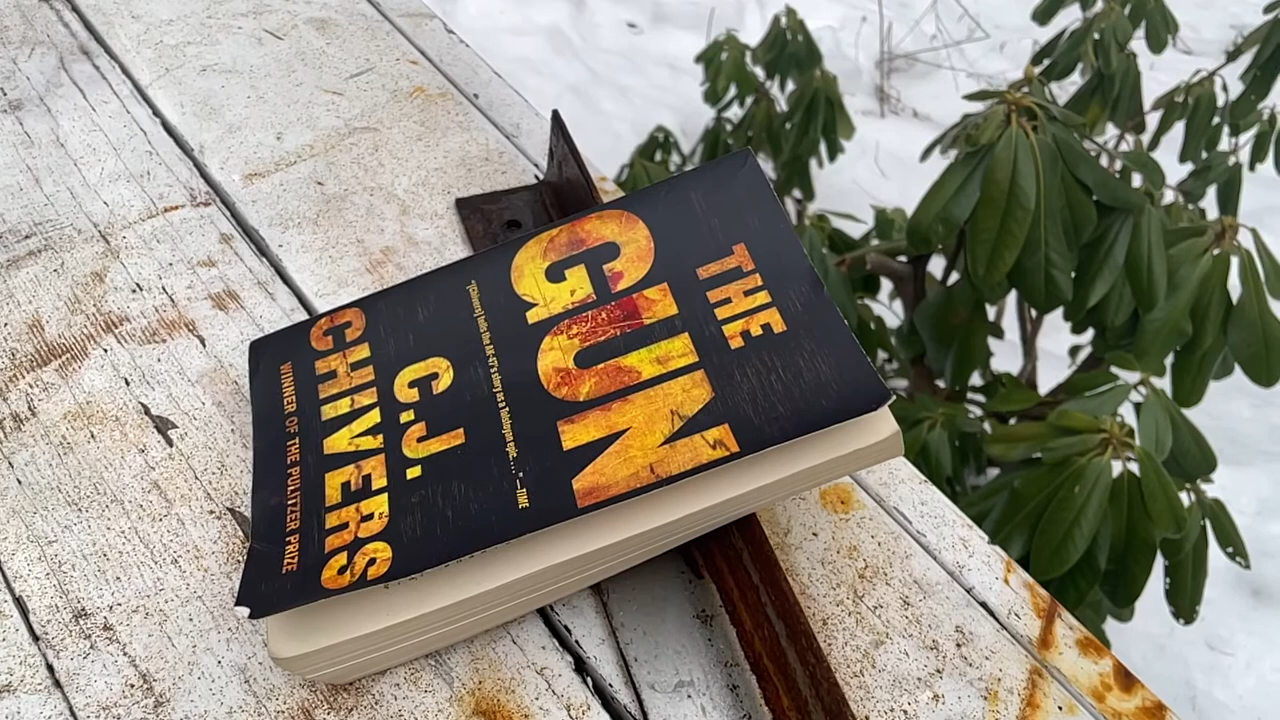 THE
GUN
"[Chivers] tells the AK-47's story as a Tolstoyan epic. . . ." —TIME
C.J.
CHIVERS
WINNER OF THE PULITZER PRIZE